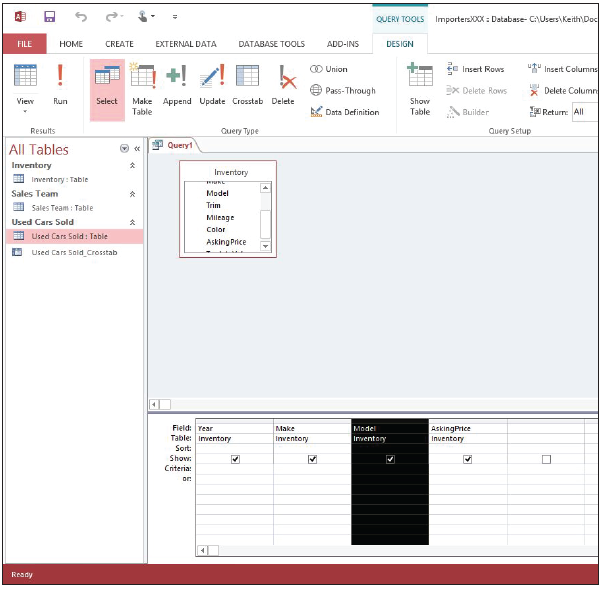 QUERY TOOLS
ImportersXXX : Database- C:\Users\Keith\Doc
FILE HOME CREATE EXTERNAL DATA DATABASE TOOLS ADD-INS DESIGN
View Run Select Make Table Append Update Crosstab Delete
Union
Pass-Through
Data Definition
Show Table
Insert Rows
Delete Rows
Builder
Insert Columns
Delete Column
Return: All
Results Query Type Query Setup
All Tables
Inventory
Inventory : Table
Sales Team
Sales Team : Table
Used Cars Sold
Used Cars Sold : Table
Used Cars Sold_Crosstab
Query1
Inventory
Make
Model
Trim
Mileage
Color
AskingPrice
Field: Year Make Model AskingPrice
Table: Inventory Inventory Inventory Inventory
Sort:
Show:
Criteria:
or:
Ready